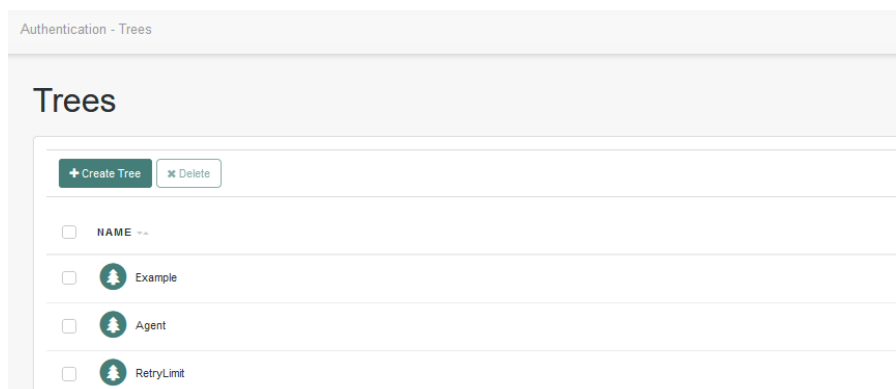 Authentication - Trees
Trees
Create Tree Delete
NAME
Example
Agent
RetryLimit